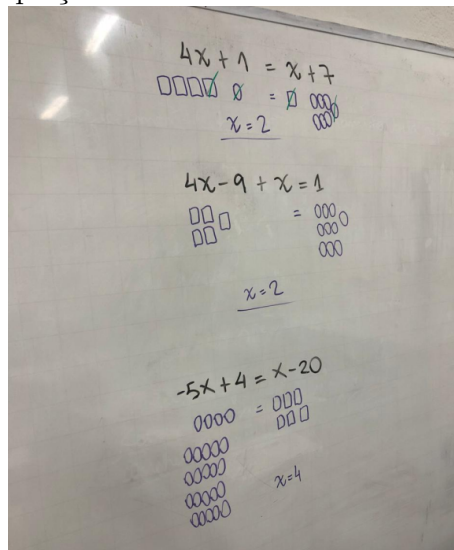 4x + 1 = x + 7
=
x = 2
4x - 9 + x = 1
=
x = 2
-5x + 4 = x - 20
=
x = 4